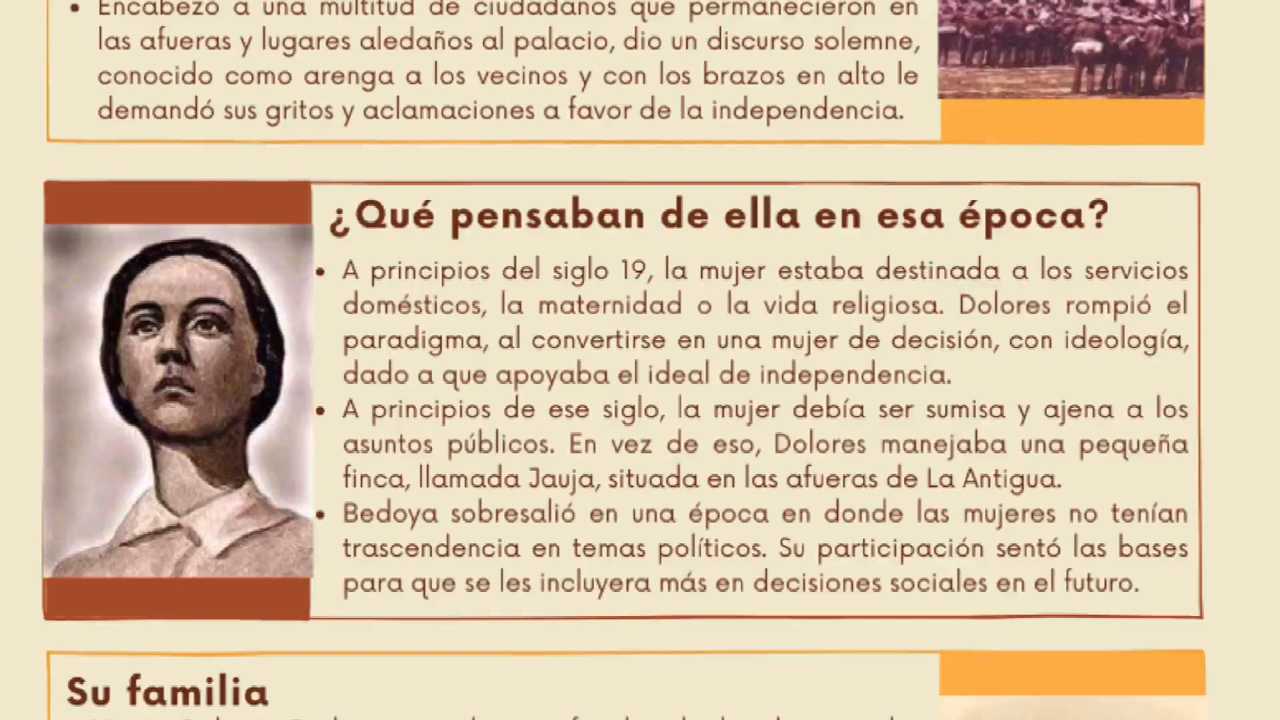 Encabezó a una multitud de ciudadanos que permanecieron en
las afueras y lugares aledaños al palacio, dio un discurso solemne,
conocido como arenga a los vecinos y con los brazos en alto le
demandó sus gritos y aclamaciones a favor de la independencia.
¿Qué pensaban de ella en esa época?
A principios del siglo 19, la mujer estaba destinada a los servicios
domésticos, la maternidad o la vida religiosa. Dolores rompió el
paradigma, al convertirse en una mujer de decisión, con ideología,
dado a que apoyaba el ideal de independencia.
A principios de ese siglo, la mujer debía ser sumisa y ajena a los
asuntos públicos. En vez de eso, Dolores manejaba una pequeña
finca, llamada Jauja, situada en las afueras de La Antigua.
Bedoya sobresalió en una época en donde las mujeres no tenían
trascendencia en temas políticos. Su participación sentó las bases
para que se les incluyera más en decisiones sociales en el futuro.
Su familia